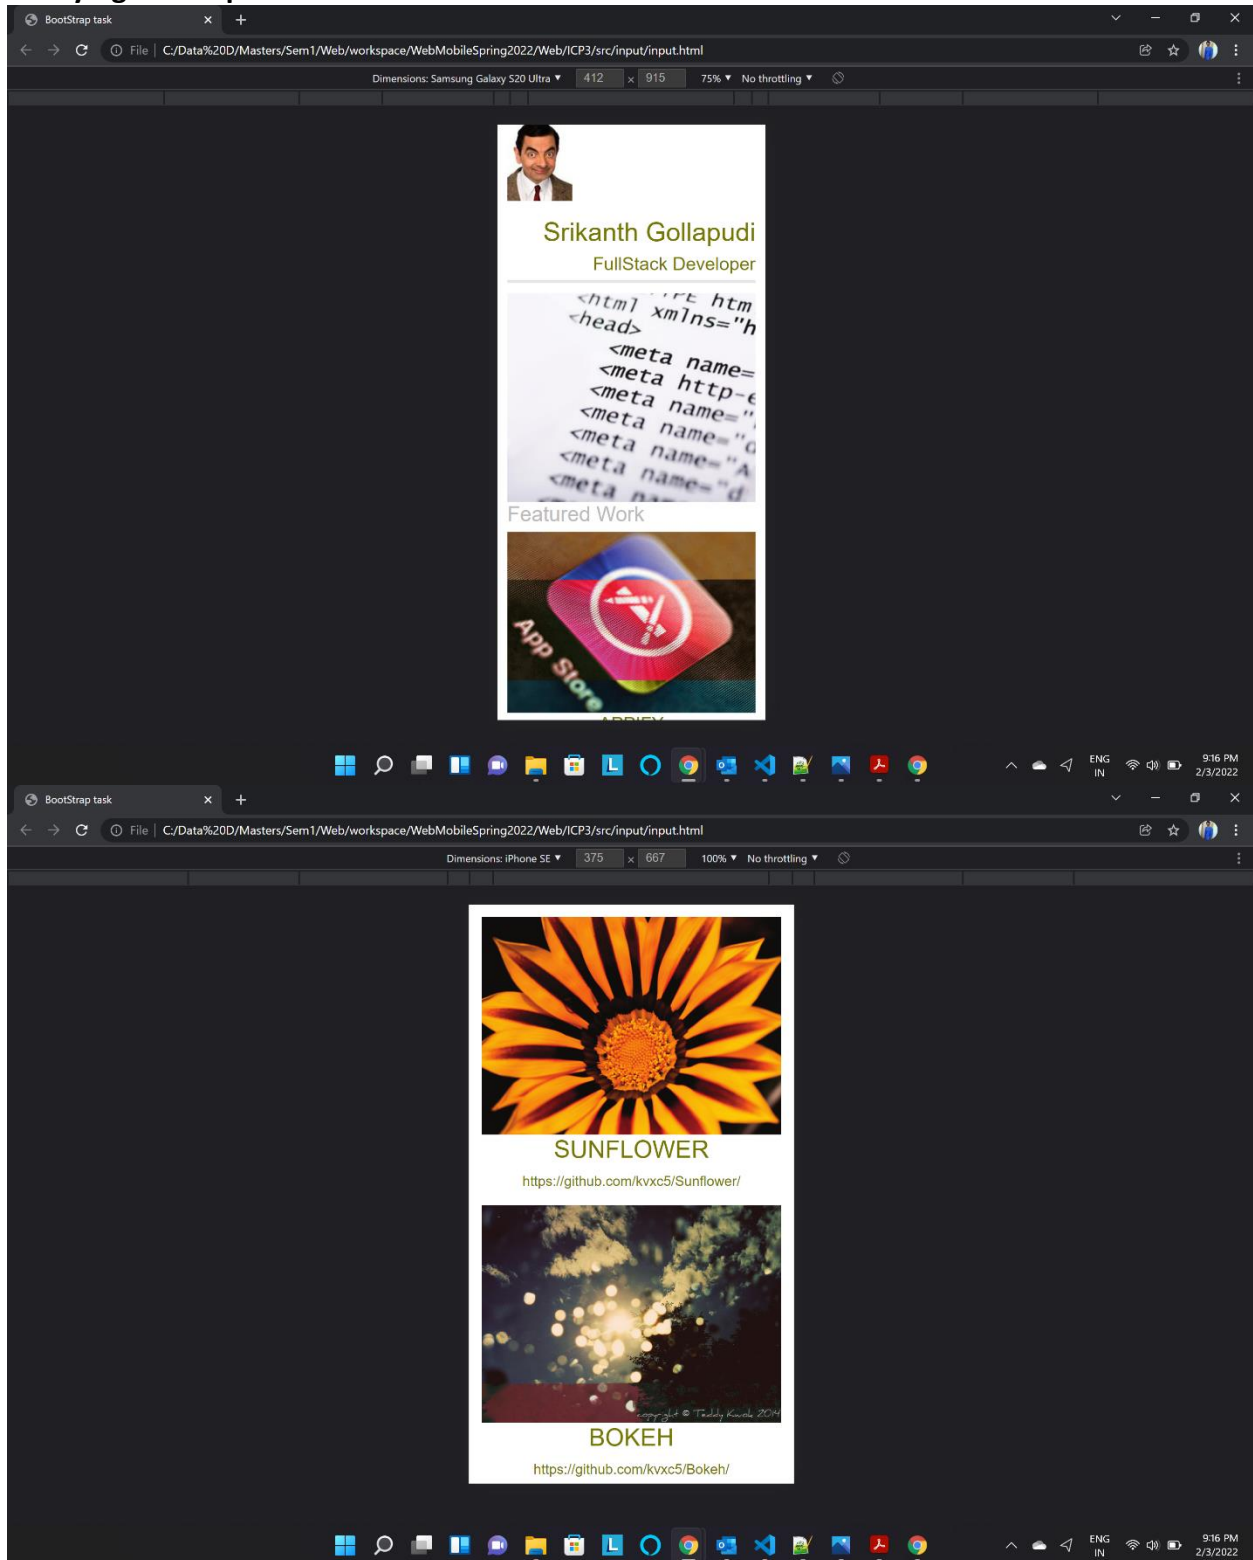 BootStrap task
File | C:/Data%20D/Masters/Sem1/Web/workspace/WebMobileSpring2022/Web/ICP3/src/input/input.html
Dimensions: Samsung Galaxy S20 Ultra ▼ 412 x 915 75% ▼ No throttling ▼
Srikanth Gollapudi
FullStack Developer
<html xmlns="h
<head>
<meta name=
<meta http-e
<meta name="
<meta name="d
<meta name="A
<meta name="d
Featured Work
App Store
ENG
IN
9:16 PM
2/3/2022
BootStrap task
File | C:/Data%20D/Masters/Sem1/Web/workspace/WebMobileSpring2022/Web/ICP3/src/input/input.html
Dimensions: iPhone SE ▼ 375 x 667 100% ▼ No throttling ▼
SUNFLOWER
https://github.com/kvxc5/Sunflower/
copyright © Teddy 2014
BOKEH
https://github.com/kvxc5/Bokeh/
ENG
IN
9:16 PM
2/3/2022